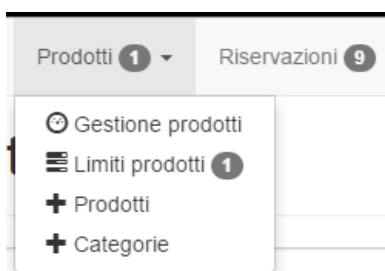 Prodotti 1 Riservazioni 9
Gestione prodotti
Limiti prodotti 1
Prodotti
Categorie